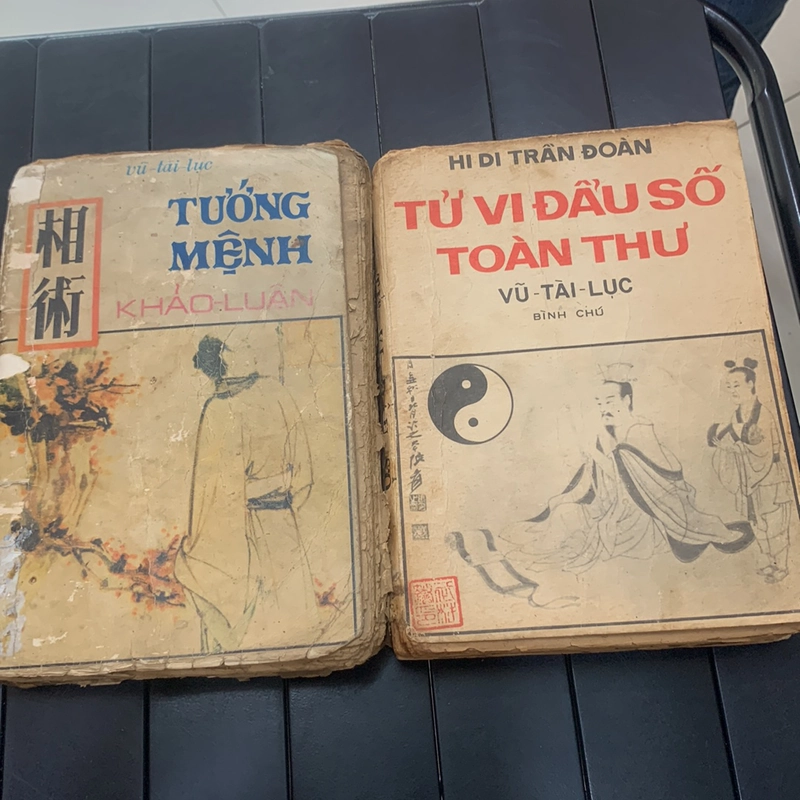 vũ-tài-lục
TƯỚNG
MỆNH
KHẢO-LUẬN
相
術
HI DI TRẦN ĐOÀN
TỬ VI ĐẨU SỐ
TOÀN THƯ
VŨ-TÀI-LỤC
BÌNH CHÚ